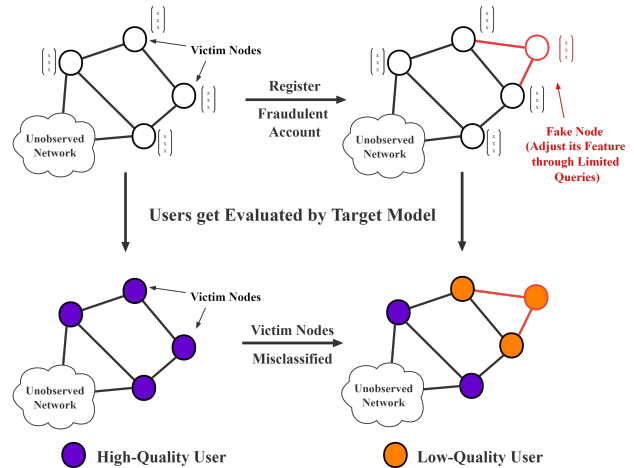 x
x
x
x
x
x
Victim Nodes
x
x
x
Unobserved
Network
x
x
x
Register
Fraudulent
Account
x
x
x
x
x
x
x
x
x
x
x
x
Unobserved
Network
x
x
x
Fake Node
(Adjust its Feature
through Limited
Queries)
Users get Evaluated by Target Model
Victim Nodes
Unobserved
Network
Victim Nodes
Misclassified
Unobserved
Network
High-Quality User
Low-Quality User